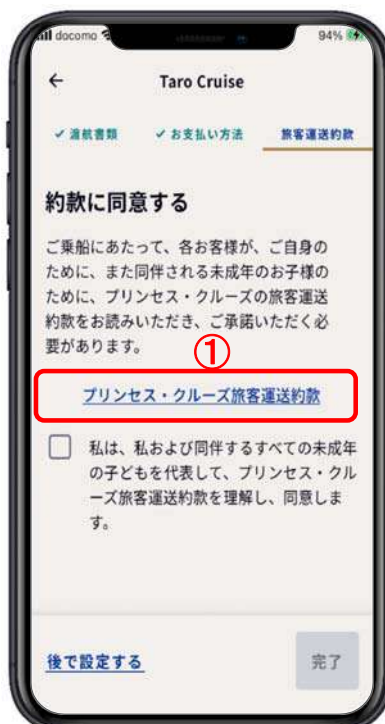 docomo
94%
← Taro Cruise
✓ 渡航書類 ✓ お支払い方法 旅客運送約款
約款に同意する
ご乗船にあたって、各お客様が、ご自身の
ために、また同伴される未成年のお子様の
ために、プリンセス・クルーズの旅客運送
約款をお読みいただき、ご承諾いただく必
要があります。
①
プリンセス・クルーズ旅客運送約款
私は、私および同伴するすべての未成年
の子どもを代表して、プリンセス・クル
ーズ旅客運送約款を理解し、同意しま
す。
後で設定する 完了